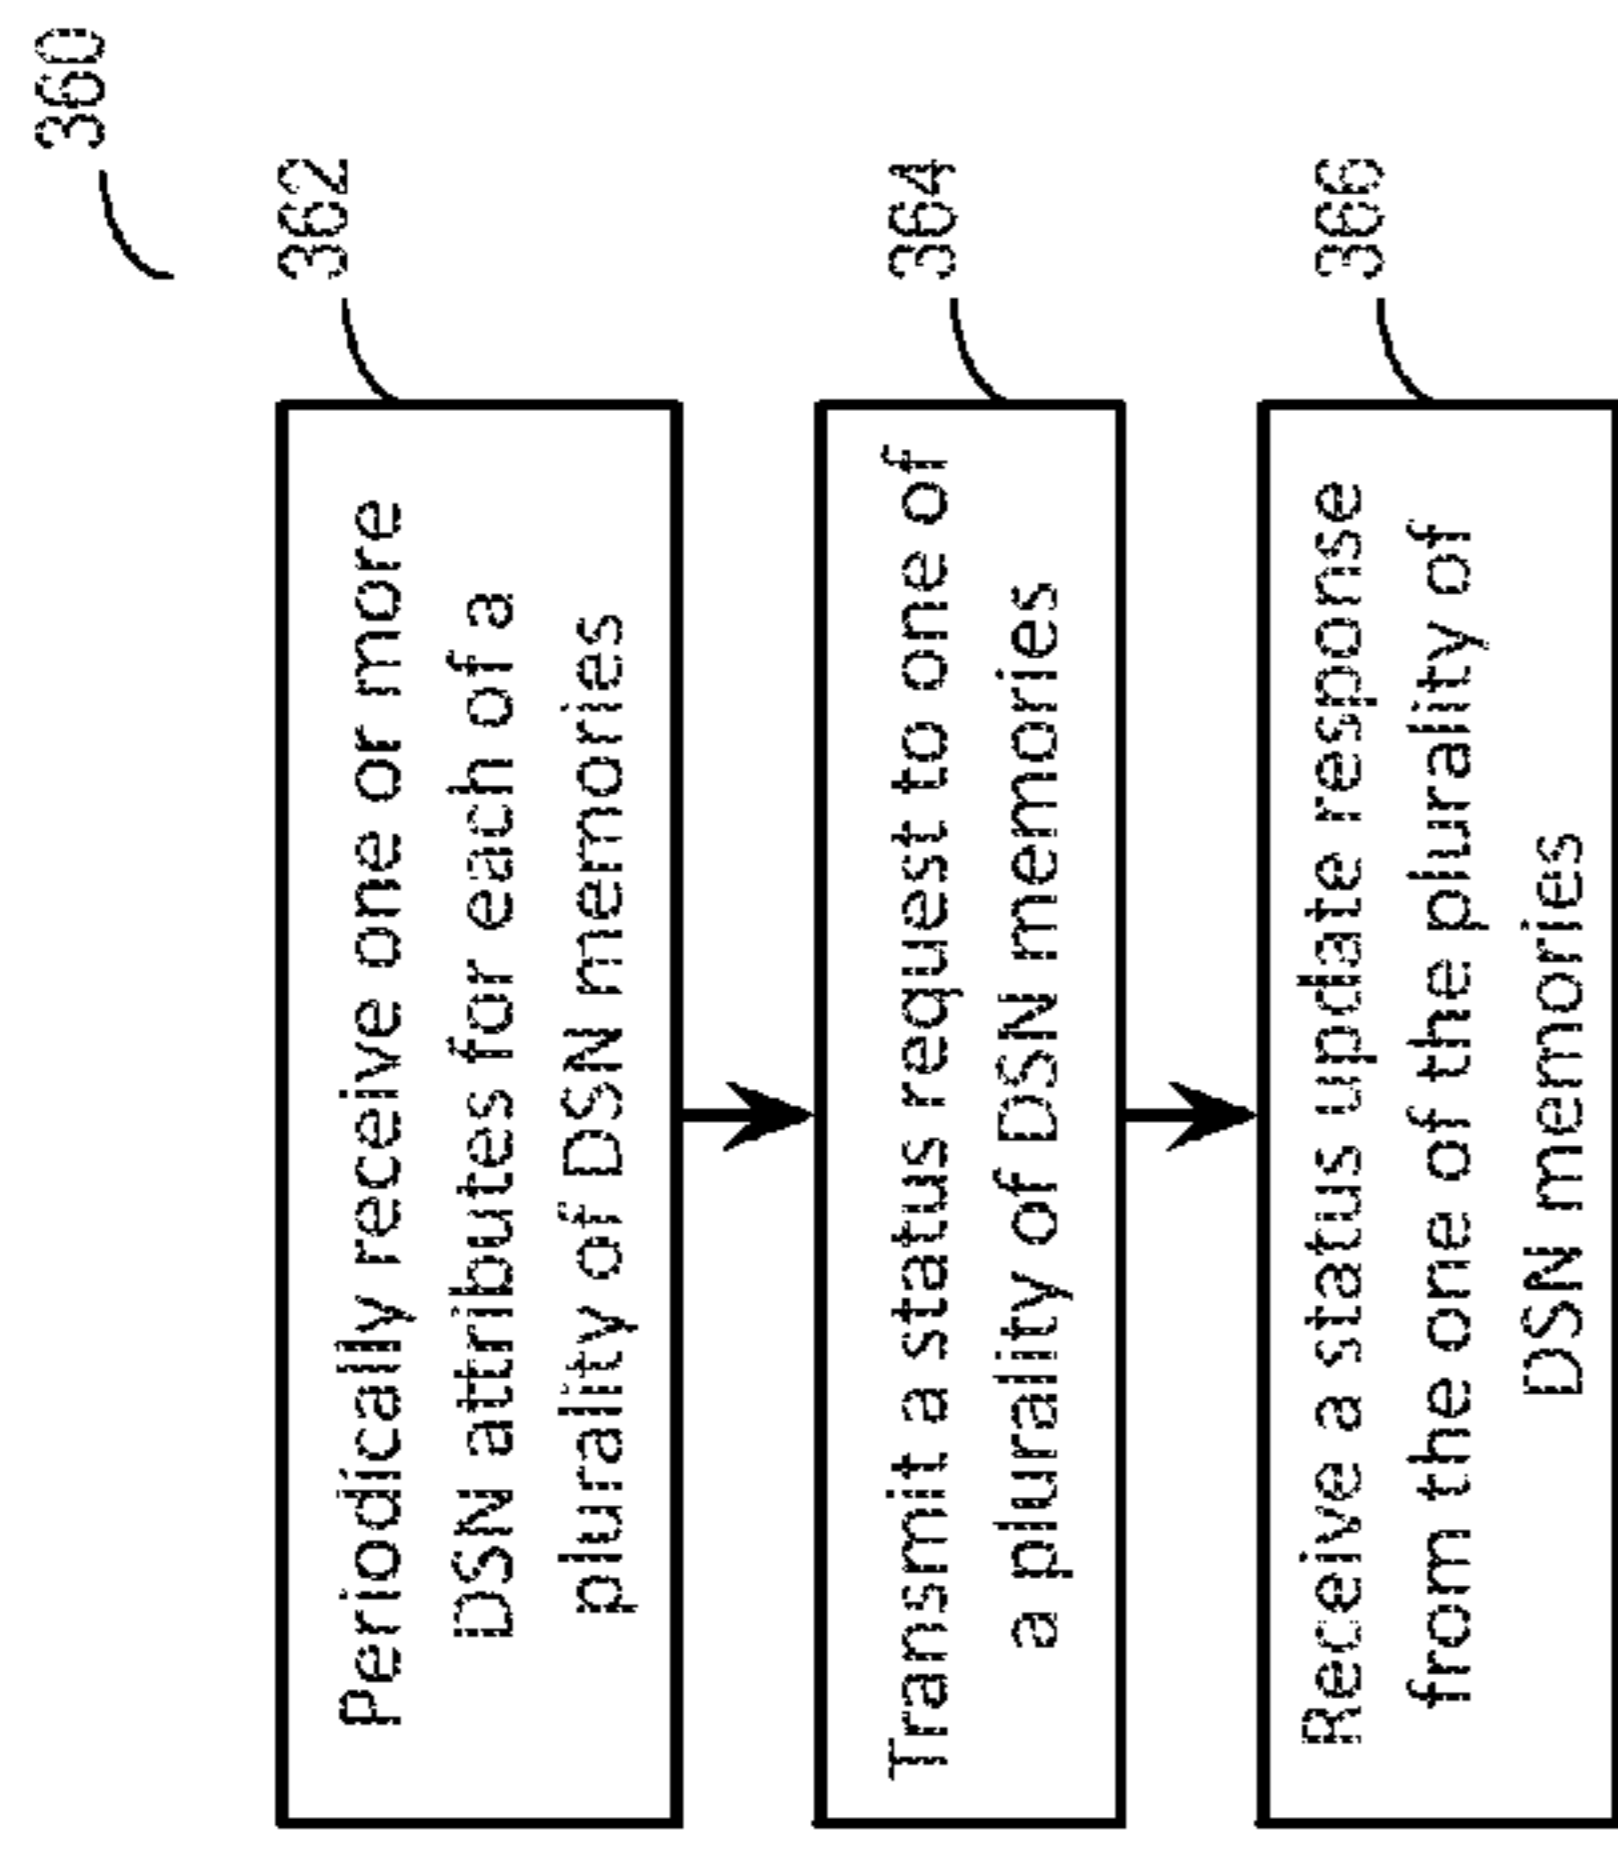 360
362
Periodically receive one or more
DSN attributes for each of a
plurality of DSN memories
364
Transmit a status request to one of
a plurality of DSN memories
366
Receive a status update response
from the one of the plurality of
DSN memories